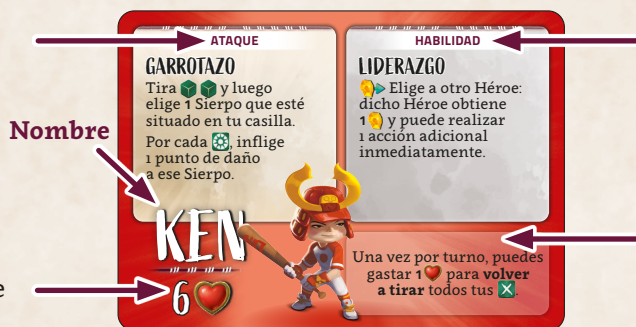 ATAQUE
GARROTAZO
Tira y luego
elige 1 Sierpo que esté
situado en tu casilla.
Por cada , inflige
1 punto de daño
a ese Sierpo.
HABILIDAD
LIDERAZGO
Elige a otro Héroe:
dicho Héroe obtiene
1 y puede realizar
1 acción adicional
inmediatamente.
Nombre
KEN
6
Una vez por turno, puedes
gastar 1 para volver
a tirar todos tus .
e